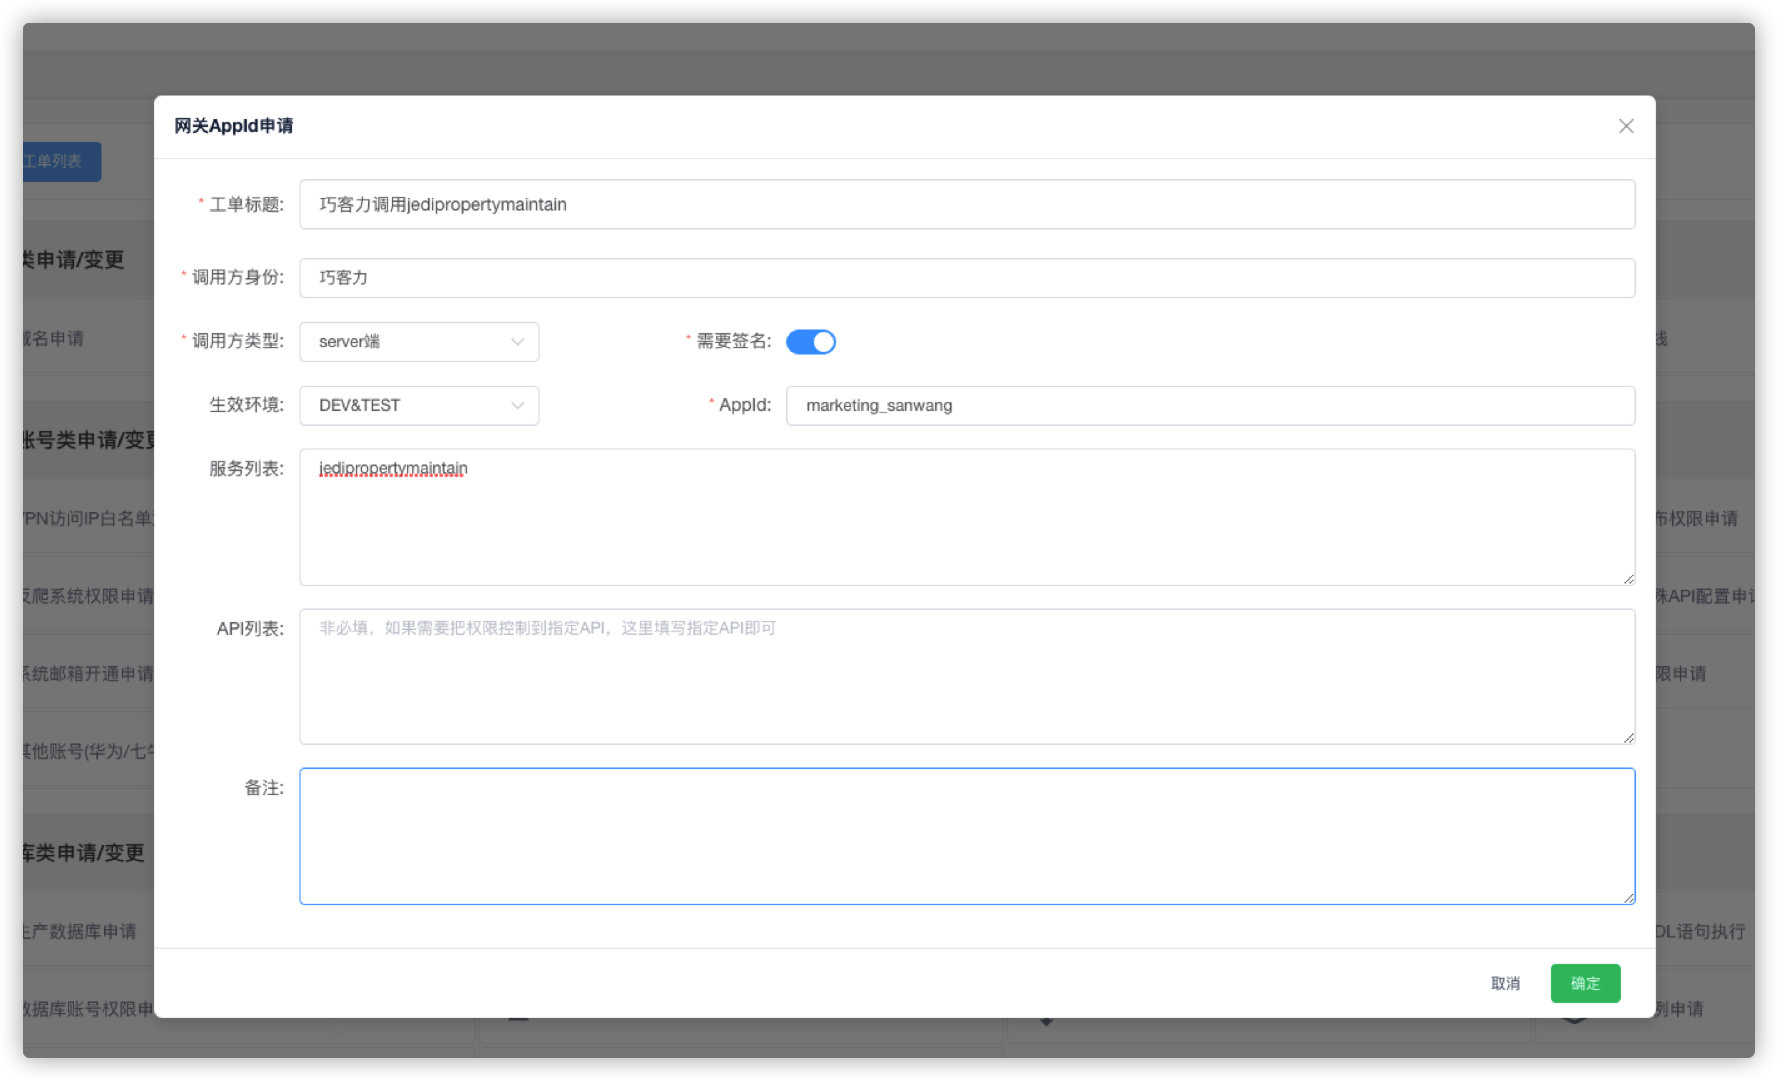 网关AppId申请
工单列表
* 工单标题: 巧客力调用jedipropertymaintain
类申请/变更
* 调用方身份: 巧客力
* 调用方类型: server端
* 需要签名:
名申请
生效环境: DEV&TEST
* AppId: marketing_sanwang
账号类申请/变更
服务列表: jedipropertymaintain
VPN访问IP白名单
布权限申请
反爬系统权限申请
殊API配置申请
API列表: 非必填，如果需要把权限控制到指定API，这里填写指定API即可
系统邮箱开通申请
限申请
其他账号(华为/七牛
备注:
库类申请/变更
生产数据库申请
DL语句执行
取消
确定
数据库账号权限申
例申请